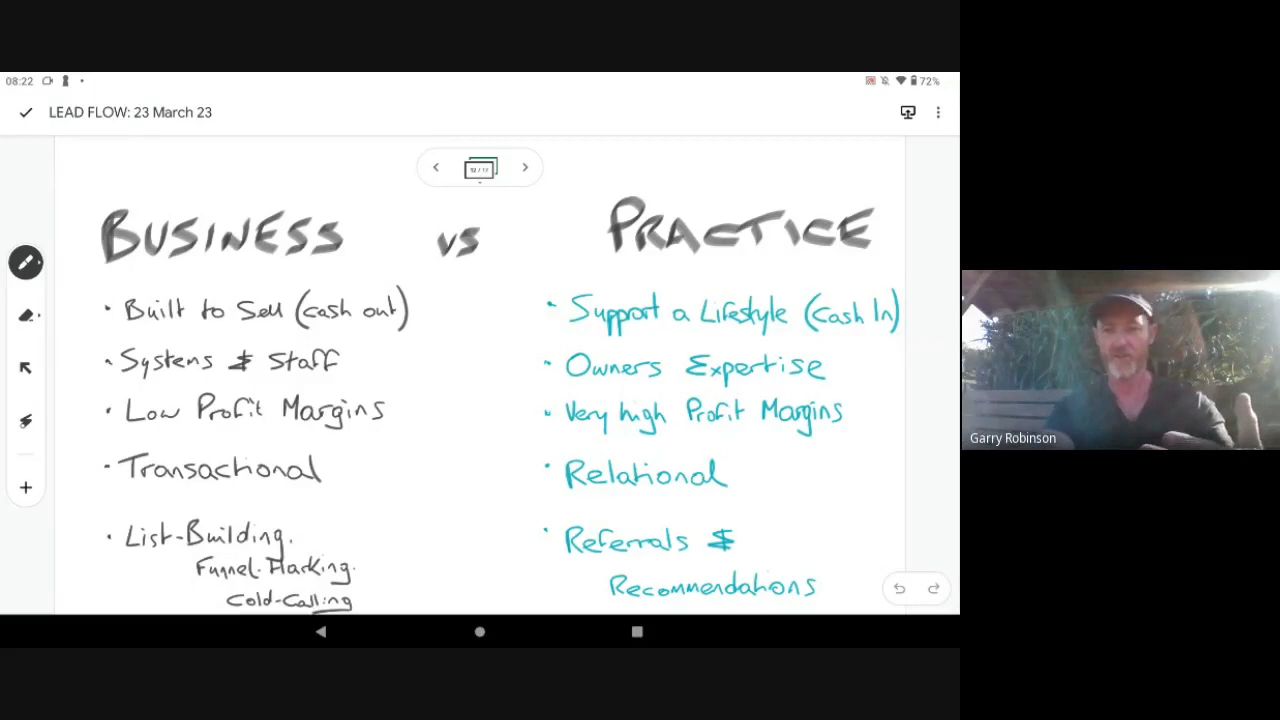 08:22
72%
LEAD FLOW: 23 March 23
12 / 17
BUSINESS vs PRACTICE
• Built to Sell (cash out)
• Systems & Staff
• Low Profit Margins
• Transactional
• List-Building.
Funnel-Hacking.
Cold-Calling
• Support a Lifestyle (Cash In)
• Owners Expertise
• Very high Profit Margins
• Relational
• Referrals &
Recommendations
Garry Robinson